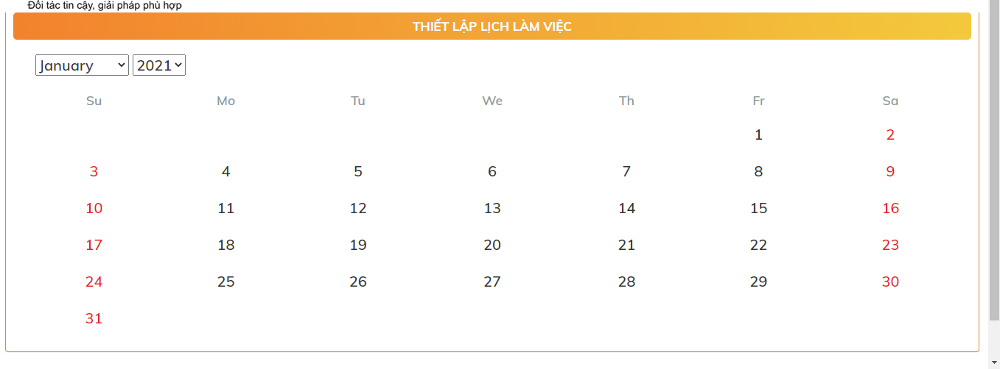 Đối tác tin cậy, giải pháp phù hợp
THIẾT LẬP LỊCH LÀM VIỆC
January 2021
Su Mo Tu We Th Fr Sa
1 2
3 4 5 6 7 8 9
10 11 12 13 14 15 16
17 18 19 20 21 22 23
24 25 26 27 28 29 30
31